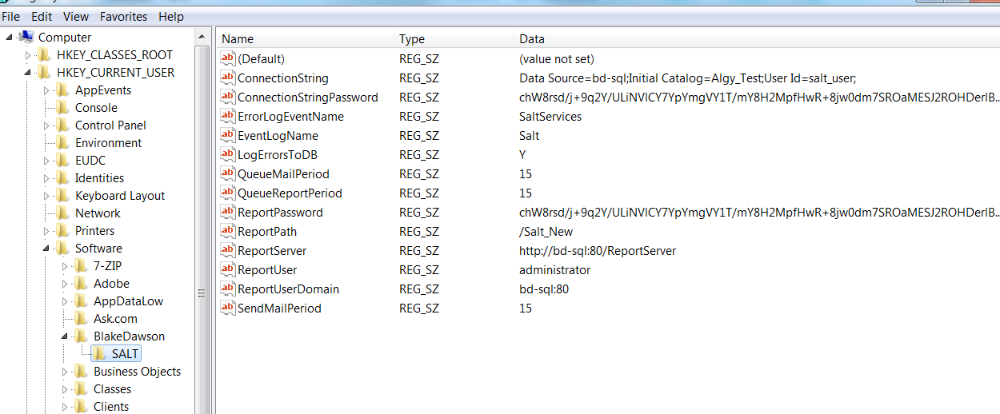 File Edit View Favorites Help
Computer
HKEY_CLASSES_ROOT
HKEY_CURRENT_USER
AppEvents
Console
Control Panel
Environment
EUDC
Identities
Keyboard Layout
Network
Printers
Software
7-ZIP
Adobe
AppDataLow
Ask.com
BlakeDawson
SALT
Business Objects
Classes
Clients
Name Type Data
(Default) REG_SZ (value not set)
ConnectionString REG_SZ Data Source=bd-sql;Initial Catalog=Algy_Test;User Id=salt_user;
ConnectionStringPassword REG_SZ chW8rsd/j+9q2Y/ULiNVICY7YpYmgVY1T/mY8H2MpfHwR+8jw0dm7SROaMESJ2ROHDerIB...
ErrorLogEventName REG_SZ SaltServices
EventLogName REG_SZ Salt
LogErrorsToDB REG_SZ Y
QueueMailPeriod REG_SZ 15
QueueReportPeriod REG_SZ 15
ReportPassword REG_SZ chW8rsd/j+9q2Y/ULiNVICY7YpYmgVY1T/mY8H2MpfHwR+8jw0dm7SROaMESJ2ROHDerIB...
ReportPath REG_SZ /Salt_New
ReportServer REG_SZ http://bd-sql:80/ReportServer
ReportUser REG_SZ administrator
ReportUserDomain REG_SZ bd-sql:80
SendMailPeriod REG_SZ 15